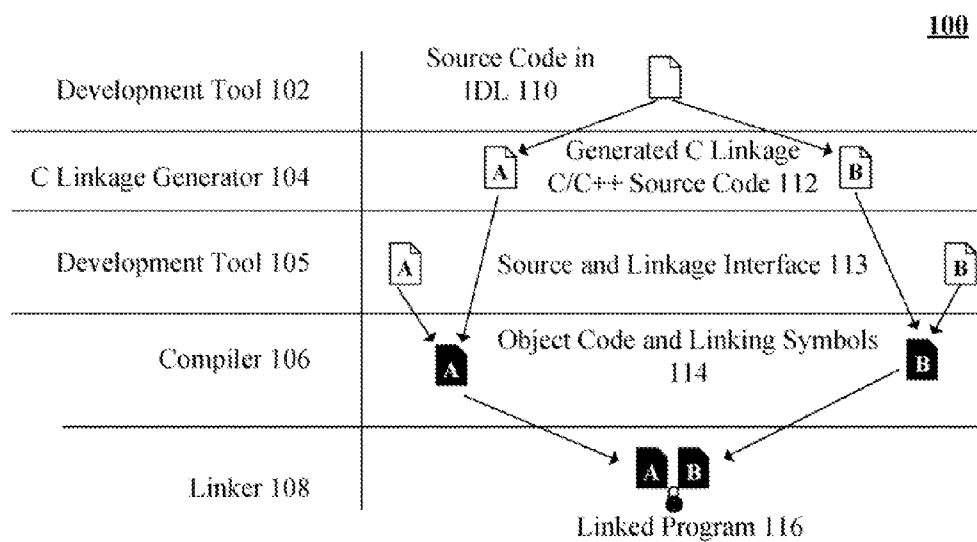 100
Development Tool 102
Source Code in
IDL 110
C Linkage Generator 104
A
Generated C Linkage
C/C++ Source Code 112
B
Development Tool 105
A
Source and Linkage Interface 113
B
Compiler 106
A
Object Code and Linking Symbols
114
B
Linker 108
A B
Linked Program 116